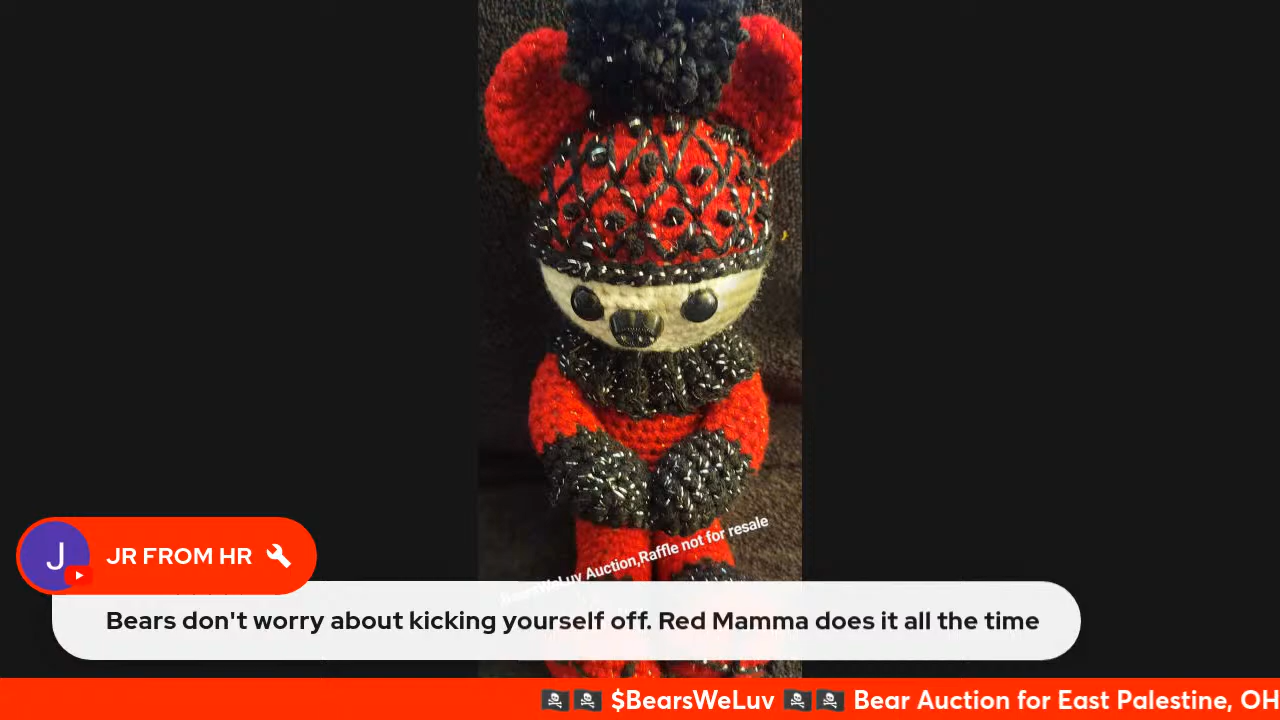 BearsWeLuv Auction,Raffle not for resale
J
JR FROM HR
Bears don't worry about kicking yourself off. Red Mamma does it all the time
$BearsWeLuv Bear Auction for East Palestine, OH